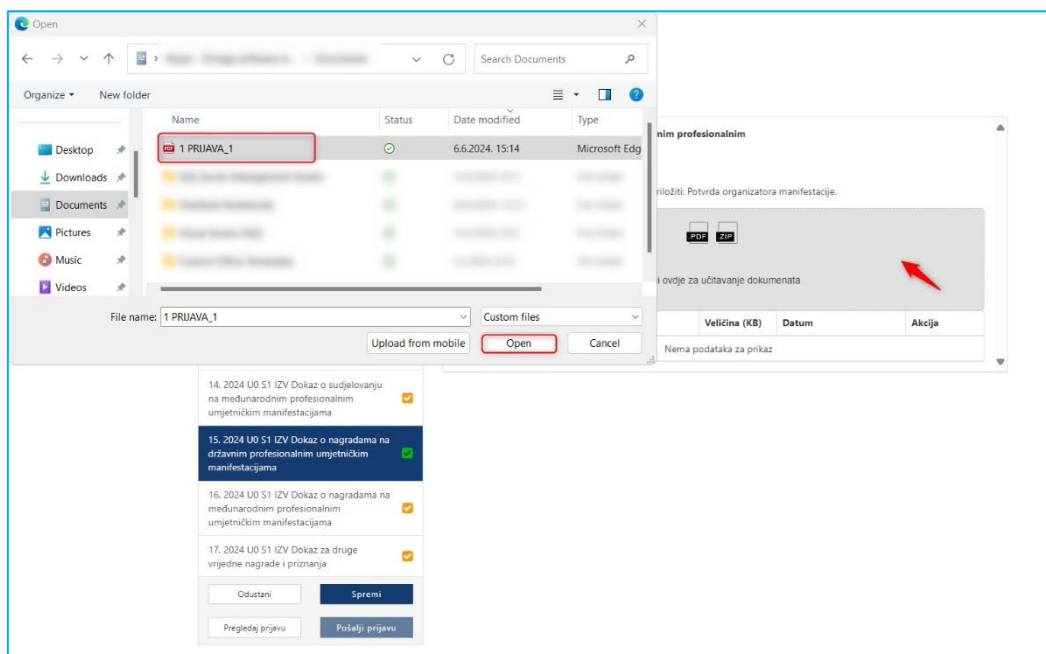 Open
Search Documents
Organize
New folder
Name
Status
Date modified
Type
Desktop
1 PRIJAVA_1
6.6.2024. 15:14
Microsoft Edg
Downloads
Documents
Pictures
Music
Videos
File name:
1 PRIJAVA_1
Custom files
Upload from mobile
Open
Cancel
nim profesionalnim
riložiti: Potvrda organizatora manifestacije.
PDF
ZIP
i ovdje za učitavanje dokumenata
Veličina (KB)
Datum
Akcija
Nema podataka za prikaz
14. 2024 U0 S1 IZV Dokaz o sudjelovanju
na međunarodnim profesionalnim
umjetničkim manifestacijama
15. 2024 U0 S1 IZV Dokaz o nagradama na
državnim profesionalnim umjetničkim
manifestacijama
16. 2024 U0 S1 IZV Dokaz o nagradama na
međunarodnim profesionalnim
umjetničkim manifestacijama
17. 2024 U0 S1 IZV Dokaz za druge
vrijedne nagrade i priznanja
Odustani
Spremi
Pregledaj prijavu
Pošalji prijavu